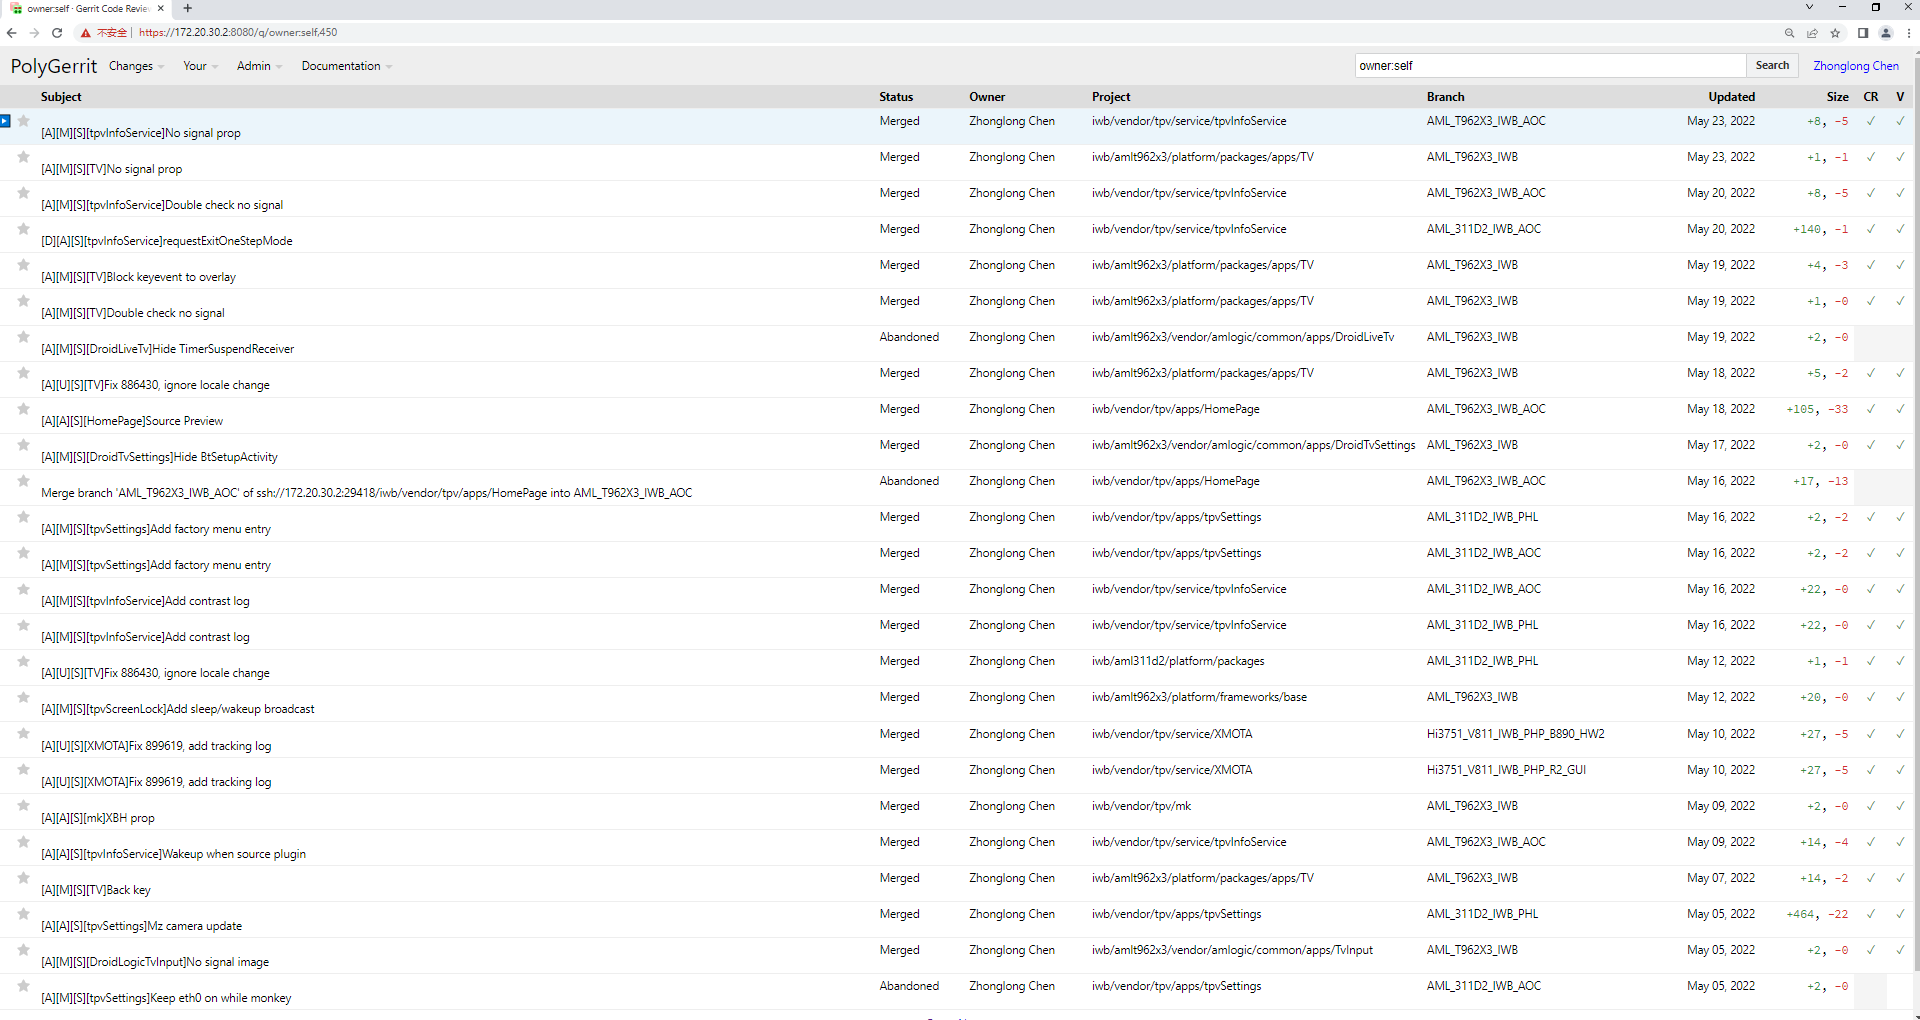 owner:self · Gerrit Code Revie
不安全 | https://172.20.30.2:8080/q/owner:self,450
PolyGerrit Changes Your Admin Documentation owner:self Search Zhonglong Chen
Subject Status Owner Project Branch Updated Size CR V
[A][M][S][tpvInfoService]No signal prop Merged Zhonglong Chen iwb/vendor/tpv/service/tpvInfoService AML_T962X3_IWB_AOC May 23, 2022 +8, -5 ✓ ✓
[A][M][S][TV]No signal prop Merged Zhonglong Chen iwb/amlt962x3/platform/packages/apps/TV AML_T962X3_IWB May 23, 2022 +1, -1 ✓ ✓
[A][M][S][tpvInfoService]Double check no signal Merged Zhonglong Chen iwb/vendor/tpv/service/tpvInfoService AML_T962X3_IWB_AOC May 20, 2022 +8, -5 ✓ ✓
[D][A][S][tpvInfoService]requestExitOneStepMode Merged Zhonglong Chen iwb/vendor/tpv/service/tpvInfoService AML_311D2_IWB_AOC May 20, 2022 +140, -1 ✓ ✓
[A][M][S][TV]Block keyevent to overlay Merged Zhonglong Chen iwb/amlt962x3/platform/packages/apps/TV AML_T962X3_IWB May 19, 2022 +4, -3 ✓ ✓
[A][M][S][TV]Double check no signal Merged Zhonglong Chen iwb/amlt962x3/platform/packages/apps/TV AML_T962X3_IWB May 19, 2022 +1, -0 ✓ ✓
[A][M][S][DroidLiveTv]Hide TimerSuspendReceiver Abandoned Zhonglong Chen iwb/amlt962x3/vendor/amlogic/common/apps/DroidLiveTv AML_T962X3_IWB May 19, 2022 +2, -0
[A][U][S][TV]Fix 886430, ignore locale change Merged Zhonglong Chen iwb/amlt962x3/platform/packages/apps/TV AML_T962X3_IWB May 18, 2022 +5, -2 ✓ ✓
[A][A][S][HomePage]Source Preview Merged Zhonglong Chen iwb/vendor/tpv/apps/HomePage AML_T962X3_IWB_AOC May 18, 2022 +105, -33 ✓ ✓
[A][M][S][DroidTvSettings]Hide BtSetupActivity Merged Zhonglong Chen iwb/amlt962x3/vendor/amlogic/common/apps/DroidTvSettings AML_T962X3_IWB May 17, 2022 +2, -0 ✓ ✓
Merge branch 'AML_T962X3_IWB_AOC' of ssh://172.20.30.2:29418/iwb/vendor/tpv/apps/HomePage into AML_T962X3_IWB_AOC Abandoned Zhonglong Chen iwb/vendor/tpv/apps/HomePage AML_T962X3_IWB_AOC May 16, 2022 +17, -13
[A][M][S][tpvSettings]Add factory menu entry Merged Zhonglong Chen iwb/vendor/tpv/apps/tpvSettings AML_311D2_IWB_PHL May 16, 2022 +2, -2 ✓ ✓
[A][M][S][tpvSettings]Add factory menu entry Merged Zhonglong Chen iwb/vendor/tpv/apps/tpvSettings AML_311D2_IWB_AOC May 16, 2022 +2, -2 ✓ ✓
[A][M][S][tpvInfoService]Add contrast log Merged Zhonglong Chen iwb/vendor/tpv/service/tpvInfoService AML_311D2_IWB_AOC May 16, 2022 +22, -0 ✓ ✓
[A][M][S][tpvInfoService]Add contrast log Merged Zhonglong Chen iwb/vendor/tpv/service/tpvInfoService AML_311D2_IWB_PHL May 16, 2022 +22, -0 ✓ ✓
[A][U][S][TV]Fix 886430, ignore locale change Merged Zhonglong Chen iwb/aml311d2/platform/packages AML_311D2_IWB_PHL May 12, 2022 +1, -1 ✓ ✓
[A][M][S][tpvScreenLock]Add sleep/wakeup broadcast Merged Zhonglong Chen iwb/amlt962x3/platform/frameworks/base AML_T962X3_IWB May 12, 2022 +20, -0 ✓ ✓
[A][U][S][XMOTA]Fix 899619, add tracking log Merged Zhonglong Chen iwb/vendor/tpv/service/XMOTA Hi3751_V811_IWB_PHP_B890_HW2 May 10, 2022 +27, -5 ✓ ✓
[A][U][S][XMOTA]Fix 899619, add tracking log Merged Zhonglong Chen iwb/vendor/tpv/service/XMOTA Hi3751_V811_IWB_PHP_R2_GUI May 10, 2022 +27, -5 ✓ ✓
[A][A][S][mk]XBH prop Merged Zhonglong Chen iwb/vendor/tpv/mk AML_T962X3_IWB May 09, 2022 +2, -0 ✓ ✓
[A][A][S][tpvInfoService]Wakeup when source plugin Merged Zhonglong Chen iwb/vendor/tpv/service/tpvInfoService AML_T962X3_IWB_AOC May 09, 2022 +14, -4 ✓ ✓
[A][M][S][TV]Back key Merged Zhonglong Chen iwb/amlt962x3/platform/packages/apps/TV AML_T962X3_IWB May 07, 2022 +14, -2 ✓ ✓
[A][A][S][tpvSettings]Mz camera update Merged Zhonglong Chen iwb/vendor/tpv/apps/tpvSettings AML_311D2_IWB_PHL May 05, 2022 +464, -22 ✓ ✓
[A][M][S][DroidLogicTvInput]No signal image Merged Zhonglong Chen iwb/amlt962x3/vendor/amlogic/common/apps/TvInput AML_T962X3_IWB May 05, 2022 +2, -0 ✓ ✓
[A][M][S][tpvSettings]Keep eth0 on while monkey Abandoned Zhonglong Chen iwb/vendor/tpv/apps/tpvSettings AML_311D2_IWB_AOC May 05, 2022 +2, -0